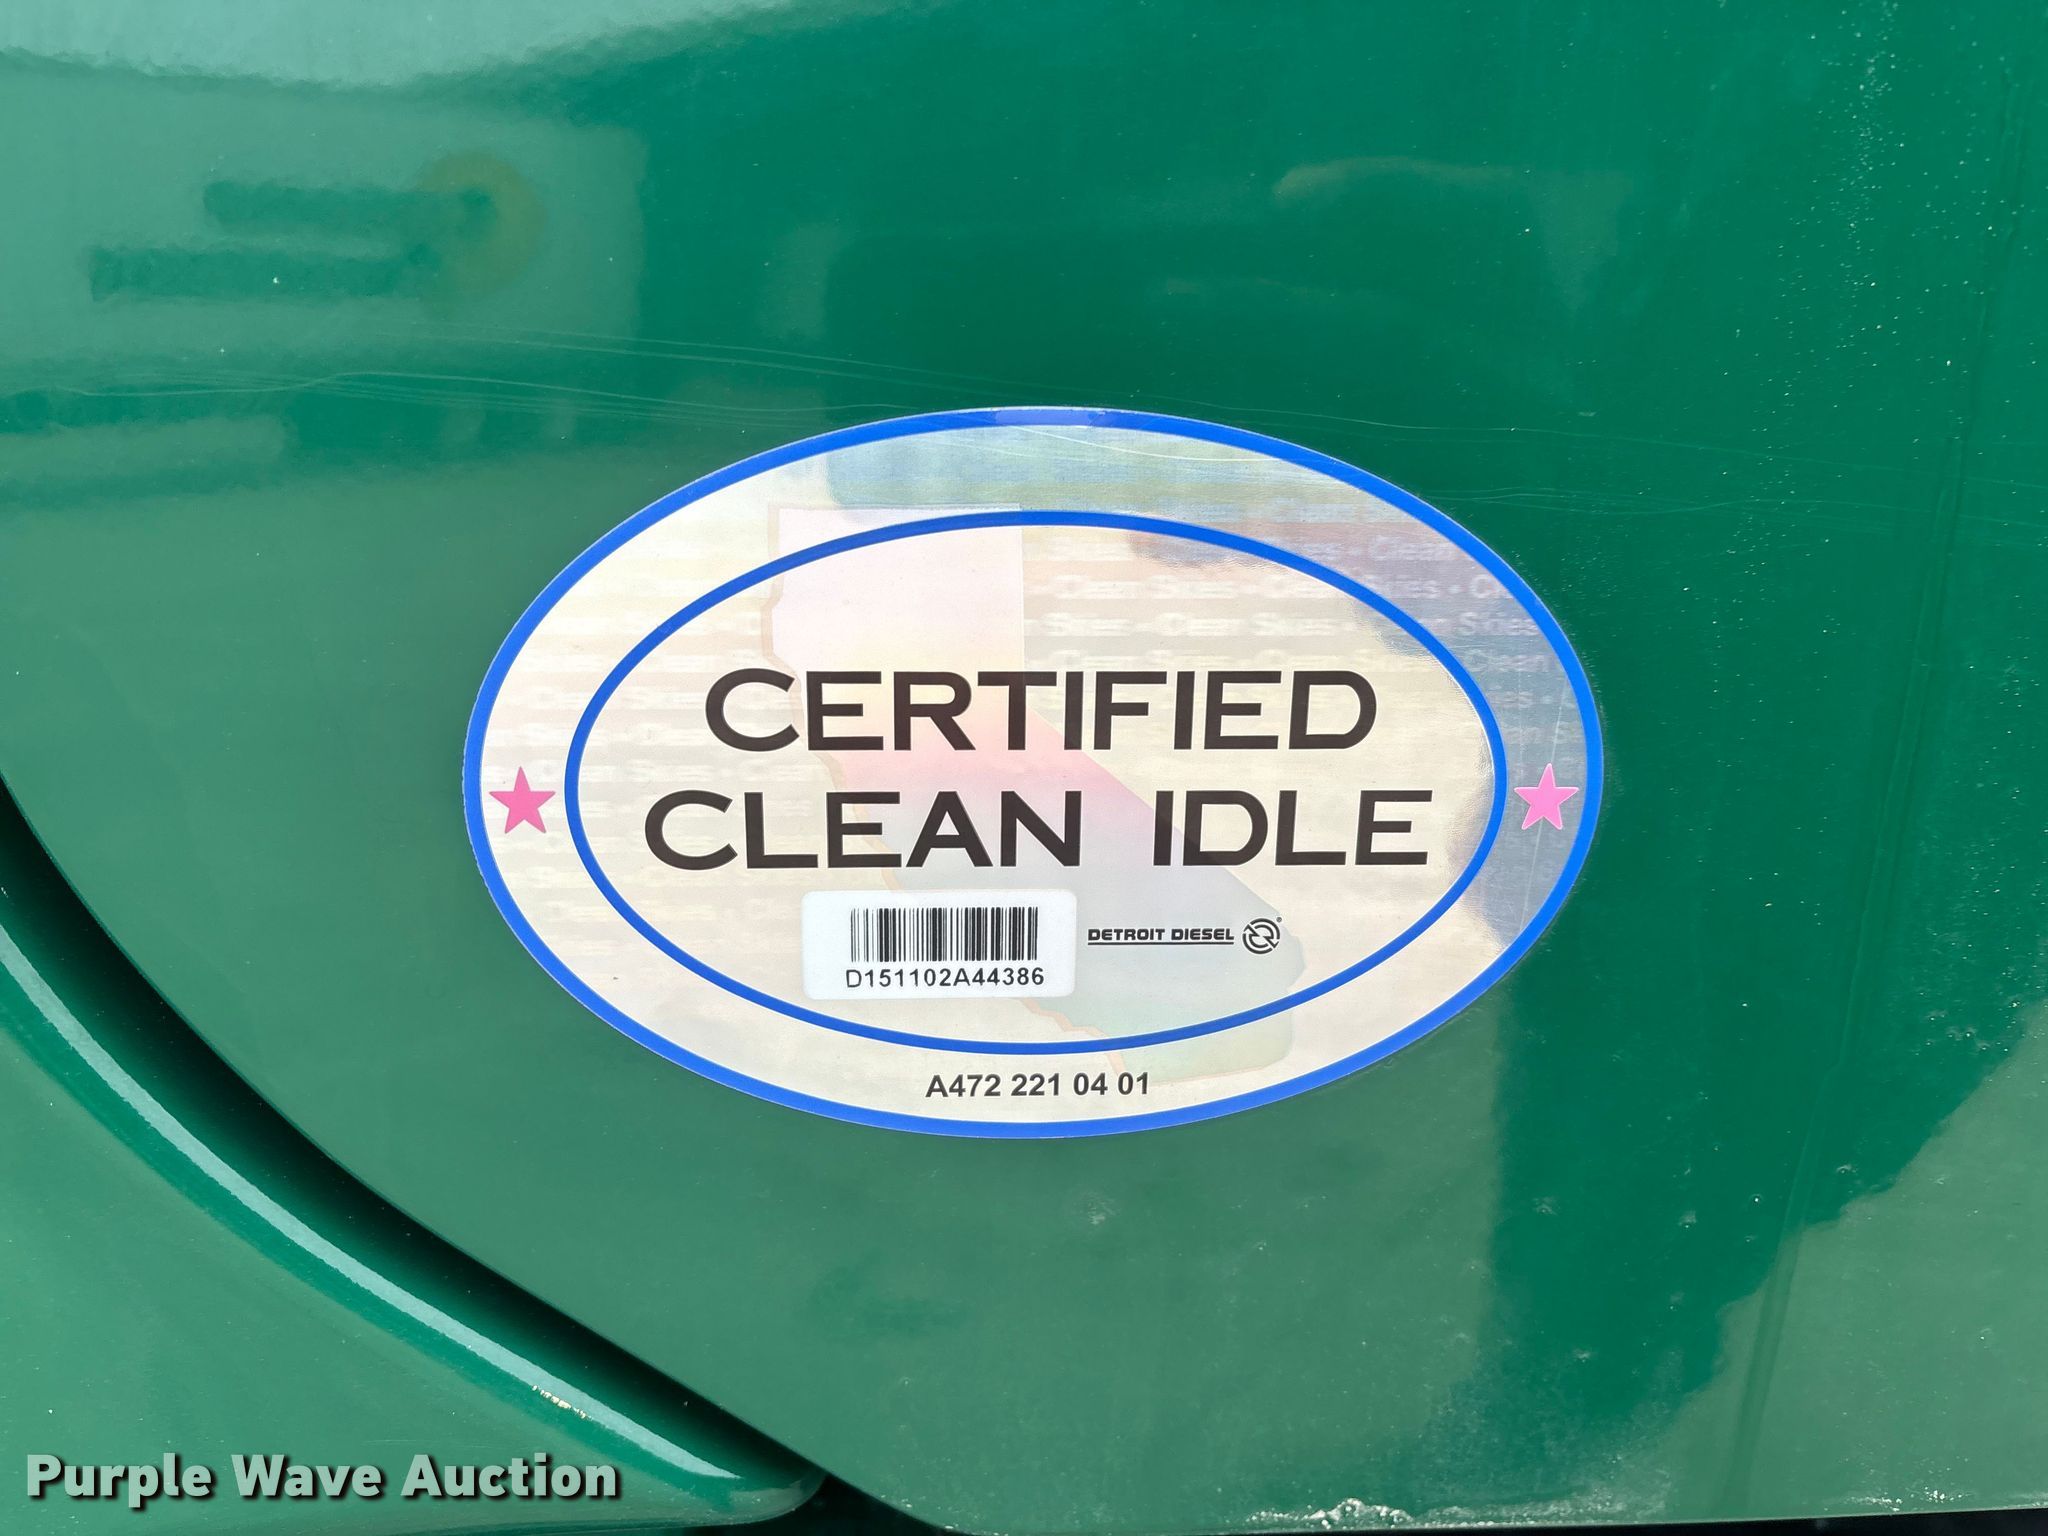 CERTIFIED
CLEAN IDLE
DETROIT DIESEL ®
D151102A44386
A472 221 04 01
Purple Wave Auction